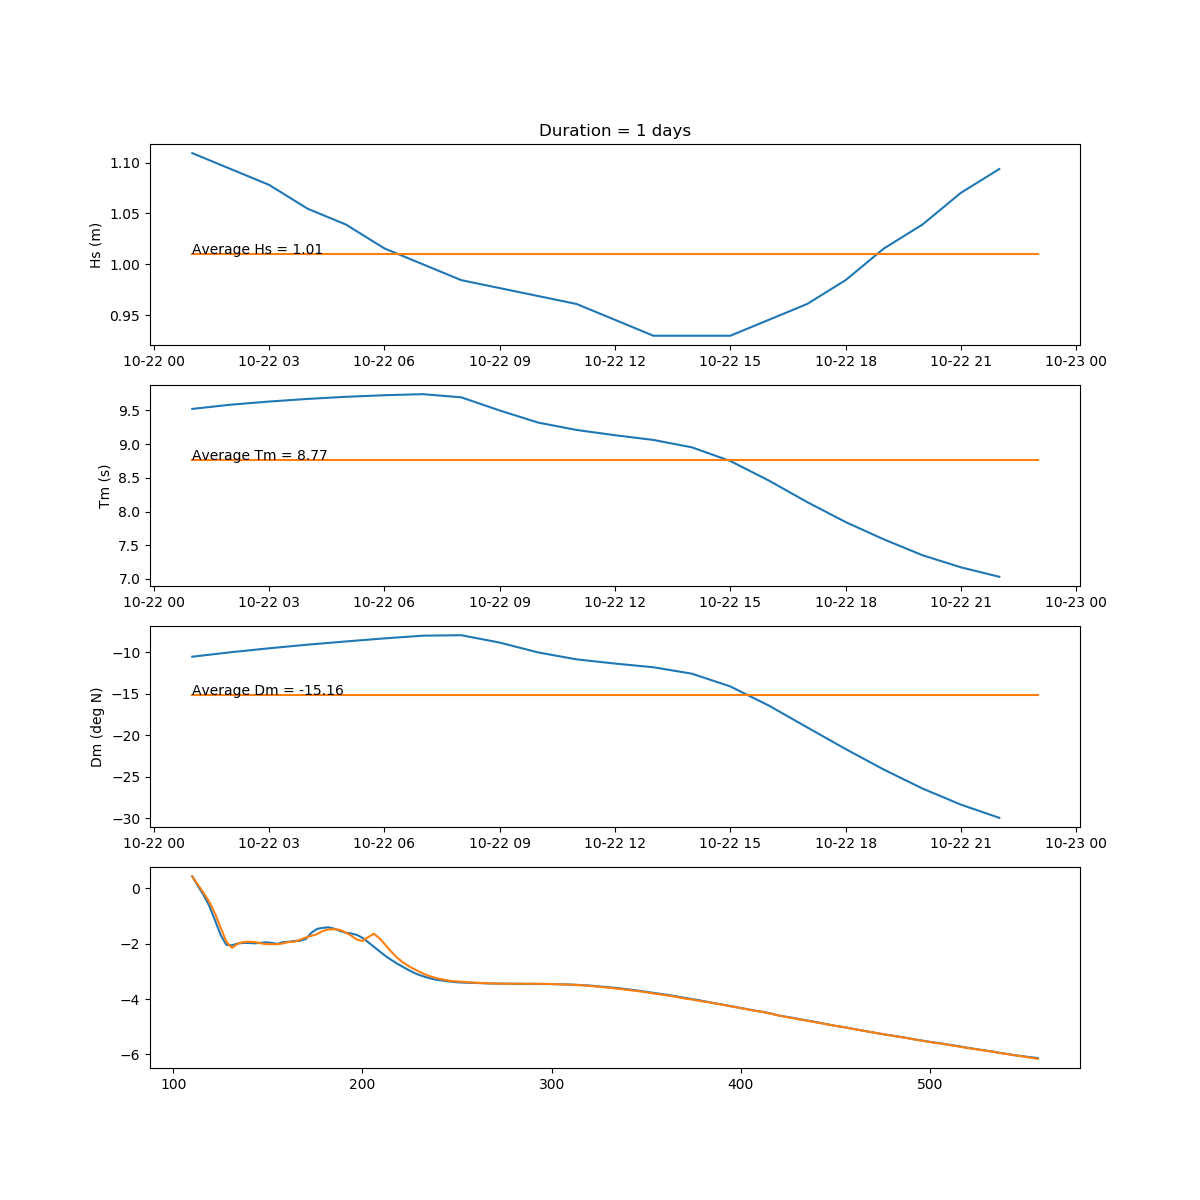 Duration = 1 days
Hs (m)
1.10
1.05
1.00
0.95
Average Hs = 1.01
10-22 00 10-22 03 10-22 06 10-22 09 10-22 12 10-22 15 10-22 18 10-22 21 10-23 00
Tm (s)
9.5
9.0
8.5
8.0
7.5
7.0
Average Tm = 8.77
10-22 00 10-22 03 10-22 06 10-22 09 10-22 12 10-22 15 10-22 18 10-22 21 10-23 00
Dm (deg N)
−10
−15
−20
−25
−30
Average Dm = -15.16
10-22 00 10-22 03 10-22 06 10-22 09 10-22 12 10-22 15 10-22 18 10-22 21 10-23 00
0
−2
−4
−6
100 200 300 400 500